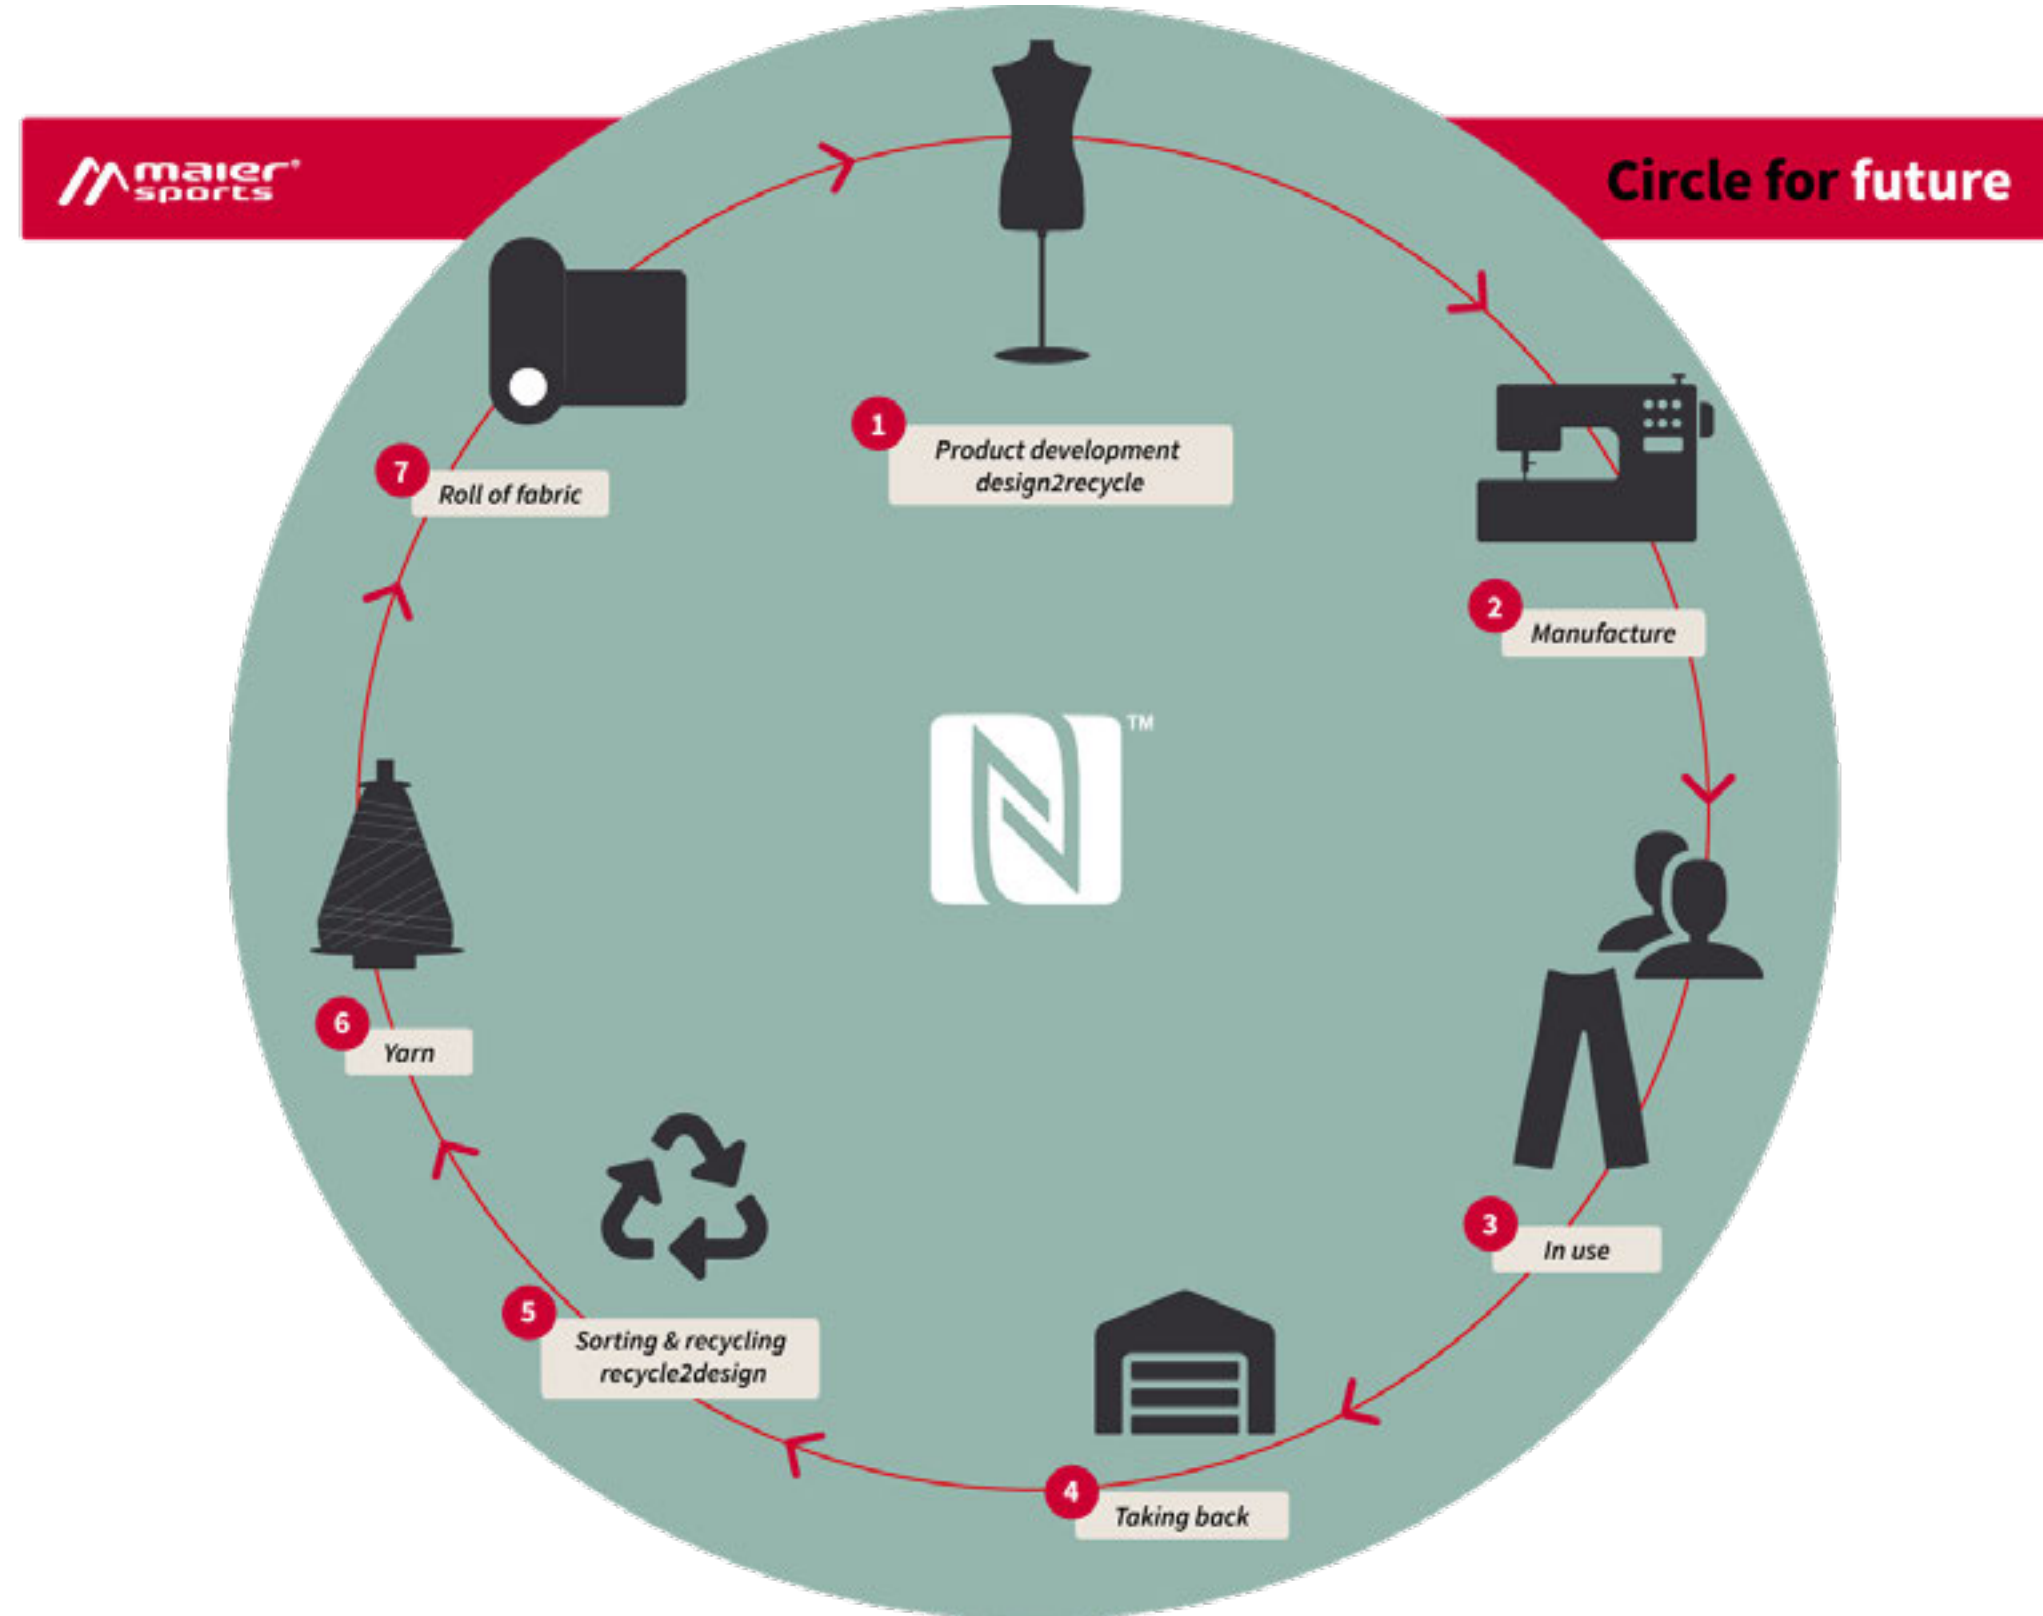 maier®
sports
Circle for future
1
Product development
design2recycle
2
Manufacture
3
In use
4
Taking back
5
Sorting & recycling
recycle2design
6
Yarn
7
Roll of fabric
TM